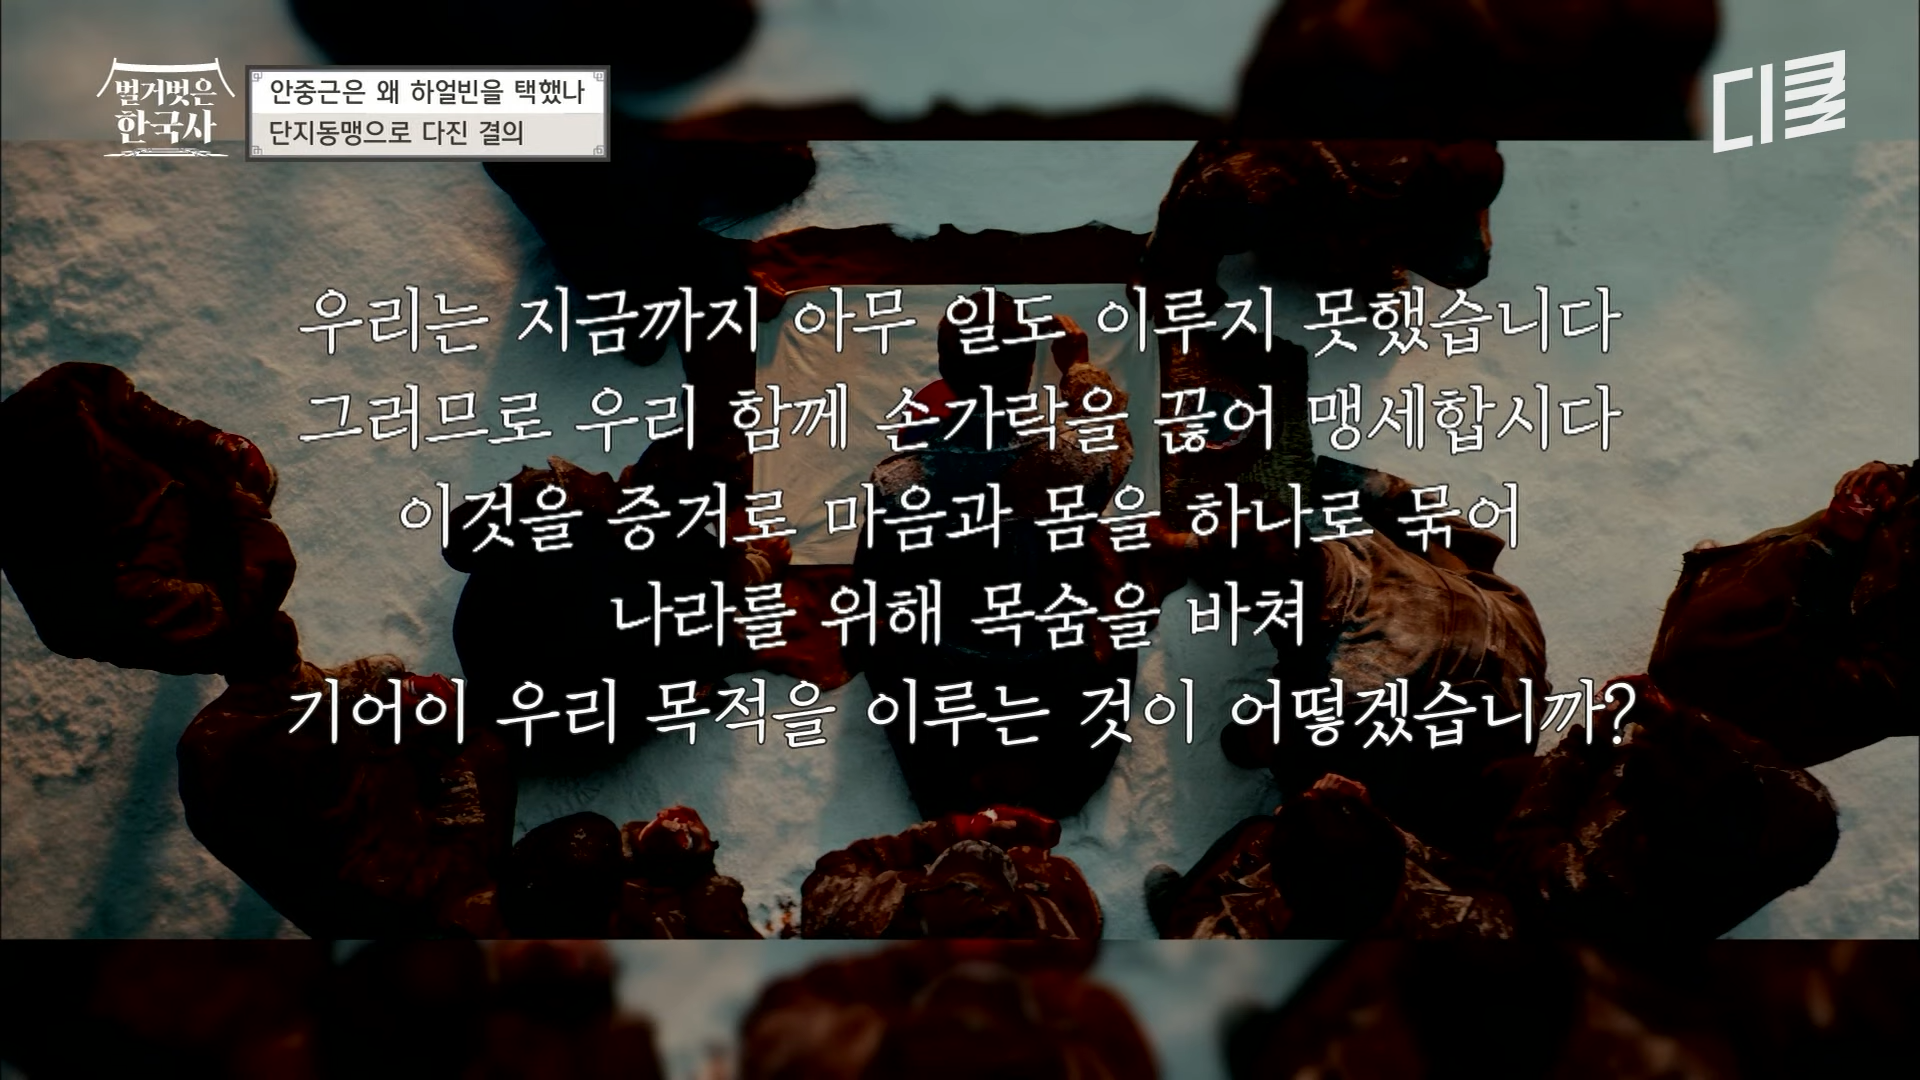 벌거벗은
한국사
안중근은 왜 하얼빈을 택했나
단지동맹으로 다진 결의
디클
우리는 지금까지 아무 일도 이루지 못했습니다
그러므로 우리 함께 손가락을 끊어 맹세합시다
이것을 증거로 마음과 몸을 하나로 묶어
나라를 위해 목숨을 바쳐
기어이 우리 목적을 이루는 것이 어떻겠습니까?